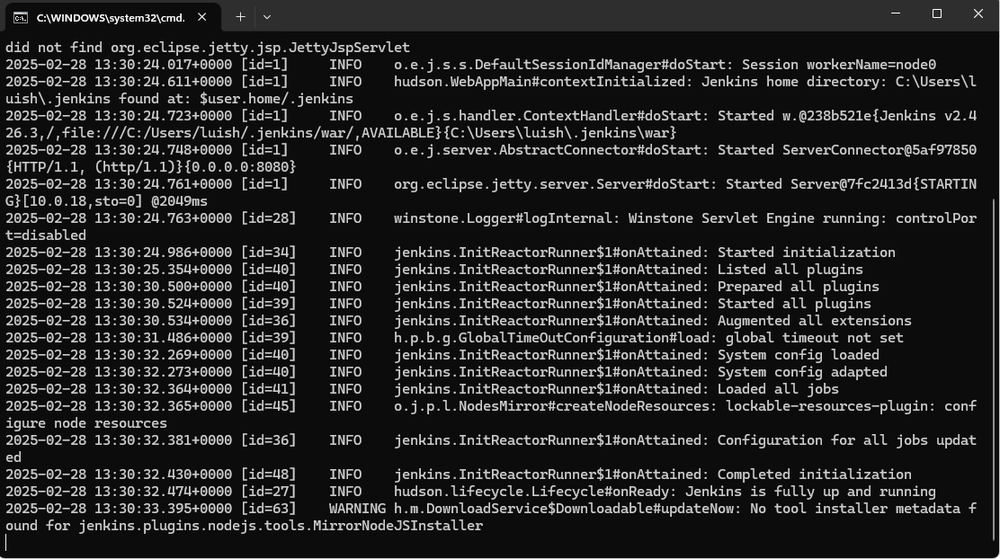 C:\WINDOWS\system32\cmd.
did not find org.eclipse.jetty.jsp.JettyJspServlet
2025-02-28 13:30:24.017+0000 [id=1]    INFO    o.e.j.s.s.DefaultSessionIdManager#doStart: Session workerName=node0
2025-02-28 13:30:24.611+0000 [id=1]    INFO    hudson.WebAppMain#contextInitialized: Jenkins home directory: C:\Users\l
uish\.jenkins found at: $user.home/.jenkins
2025-02-28 13:30:24.723+0000 [id=1]    INFO    o.e.j.s.handler.ContextHandler#doStart: Started w.@238b521e{Jenkins v2.4
26.3,/,file:///C:/Users/luish/.jenkins/war/,AVAILABLE}{C:\Users\luish\.jenkins\war}
2025-02-28 13:30:24.748+0000 [id=1]    INFO    o.e.j.server.AbstractConnector#doStart: Started ServerConnector@5af97850
{HTTP/1.1, (http/1.1)}{0.0.0.0:8080}
2025-02-28 13:30:24.761+0000 [id=1]    INFO    org.eclipse.jetty.server.Server#doStart: Started Server@7fc2413d{STARTIN
G}[10.0.18,sto=0] @2049ms
2025-02-28 13:30:24.763+0000 [id=28]    INFO    winstone.Logger#logInternal: Winstone Servlet Engine running: controlPor
t=disabled
2025-02-28 13:30:24.986+0000 [id=34]    INFO    jenkins.InitReactorRunner$1#onAttained: Started initialization
2025-02-28 13:30:25.354+0000 [id=40]    INFO    jenkins.InitReactorRunner$1#onAttained: Listed all plugins
2025-02-28 13:30:30.500+0000 [id=40]    INFO    jenkins.InitReactorRunner$1#onAttained: Prepared all plugins
2025-02-28 13:30:30.524+0000 [id=39]    INFO    jenkins.InitReactorRunner$1#onAttained: Started all plugins
2025-02-28 13:30:30.534+0000 [id=36]    INFO    jenkins.InitReactorRunner$1#onAttained: Augmented all extensions
2025-02-28 13:30:31.486+0000 [id=39]    INFO    h.p.b.g.GlobalTimeOutConfiguration#load: global timeout not set
2025-02-28 13:30:32.269+0000 [id=40]    INFO    jenkins.InitReactorRunner$1#onAttained: System config loaded
2025-02-28 13:30:32.273+0000 [id=40]    INFO    jenkins.InitReactorRunner$1#onAttained: System config adapted
2025-02-28 13:30:32.364+0000 [id=41]    INFO    jenkins.InitReactorRunner$1#onAttained: Loaded all jobs
2025-02-28 13:30:32.365+0000 [id=45]    INFO    o.j.p.l.NodesMirror#createNodeResources: lockable-resources-plugin: conf
igure node resources
2025-02-28 13:30:32.381+0000 [id=36]    INFO    jenkins.InitReactorRunner$1#onAttained: Configuration for all jobs updat
ed
2025-02-28 13:30:32.430+0000 [id=48]    INFO    jenkins.InitReactorRunner$1#onAttained: Completed initialization
2025-02-28 13:30:32.474+0000 [id=27]    INFO    hudson.lifecycle.Lifecycle#onReady: Jenkins is fully up and running
2025-02-28 13:30:33.395+0000 [id=63]    WARNING h.m.DownloadService$Downloadable#updateNow: No tool installer metadata f
ound for jenkins.plugins.nodejs.tools.MirrorNodeJSInstaller